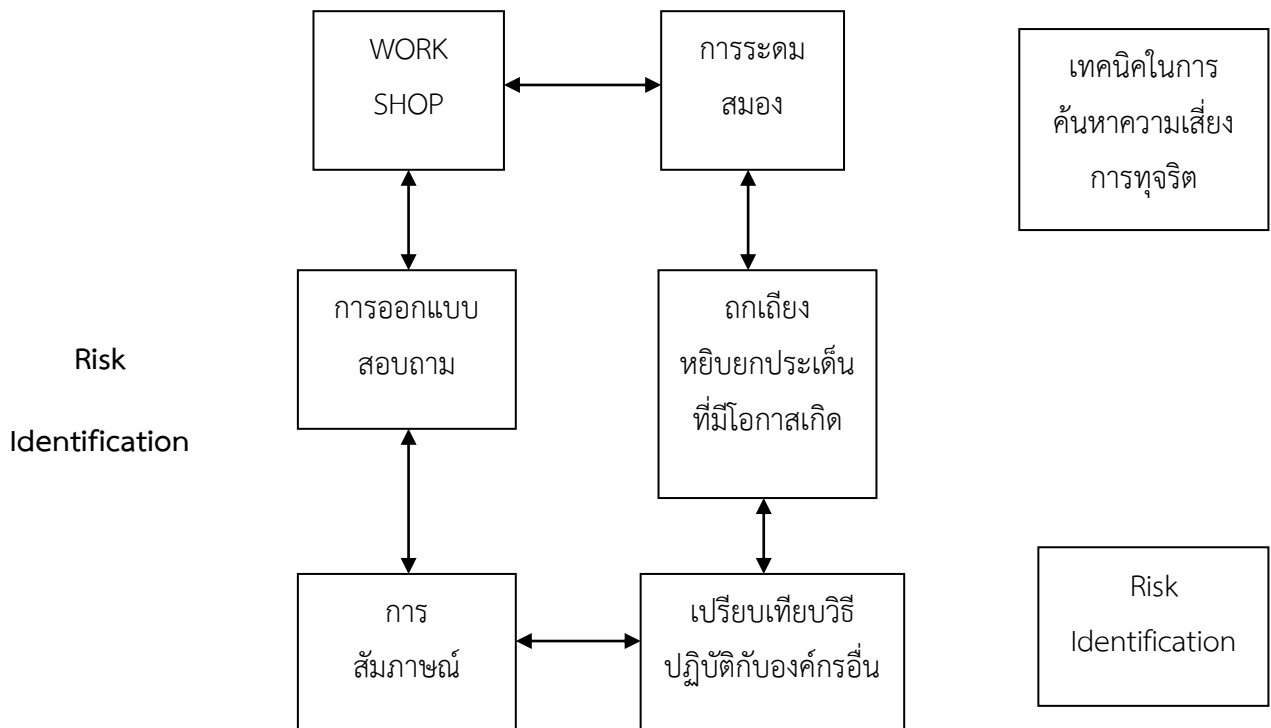 WORK
SHOP
การระดม
สมอง
เทคนิคในการ
ค้นหาความเสี่ยง
การทุจริต
การออกแบบ
สอบถาม
ถกเถียง
หยิบยกประเด็น
ที่มีโอกาสเกิด
Risk
Identification
การ
สัมภาษณ์
เปรียบเทียบวิธี
ปฏิบัติกับองค์กรอื่น
Risk
Identification